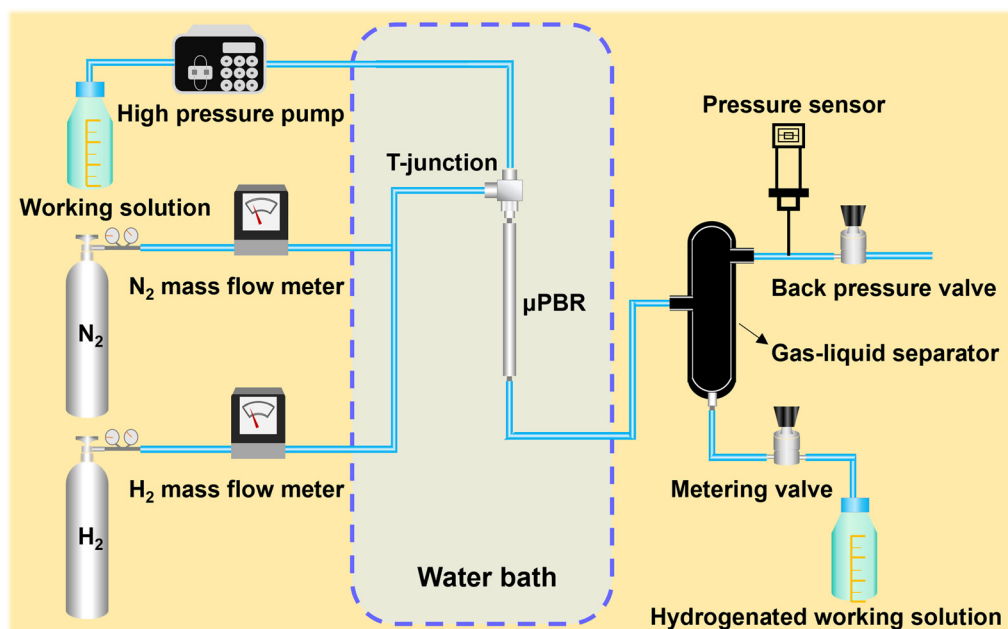 High pressure pump
Pressure sensor
T-junction
Working solution
N₂ mass flow meter
µPBR
Back pressure valve
N₂
Gas-liquid separator
H₂ mass flow meter
Metering valve
H₂
Water bath
Hydrogenated working solution